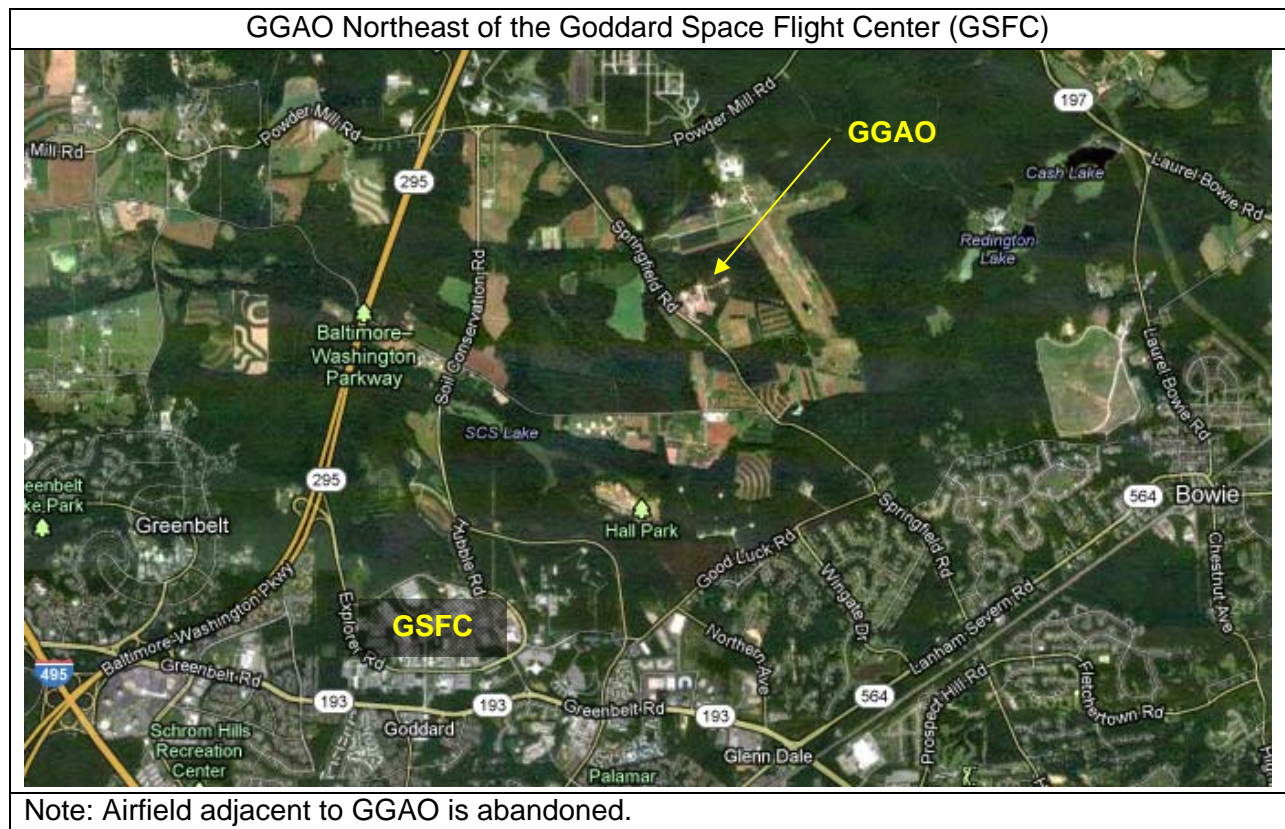 GGAO Northeast of the Goddard Space Flight Center (GSFC)
Powder Mill Rd
Mill Rd
Powder Mill Rd
197
GGAO
Cash Lake
Laurel Bowie Rd
295
Springfield Rd
Redington
Lake
Soil Conservation Rd
Baltimore-
Washington
Parkway
Laurel Bowie Rd
SCS Lake
295
eenbelt
ke Park
Greenbelt
Hall Park
564
Bowie
Springfield Rd
Good Luck Rd
Hubble Rd
Wingate Dr
Chestnut Ave
Explorer Rd
GSFC
Baltimore-Washington Pkwy
Northern Ave
Lanham Severn Rd
495
Greenbelt Rd
193
193
Greenbelt Rd
193
564
Prospect Hill Rd
Fletchertown Rd
Goddard
Schrom Hills
Recreation
Center
Glenn Dale
Palamar
Note: Airfield adjacent to GGAO is abandoned.